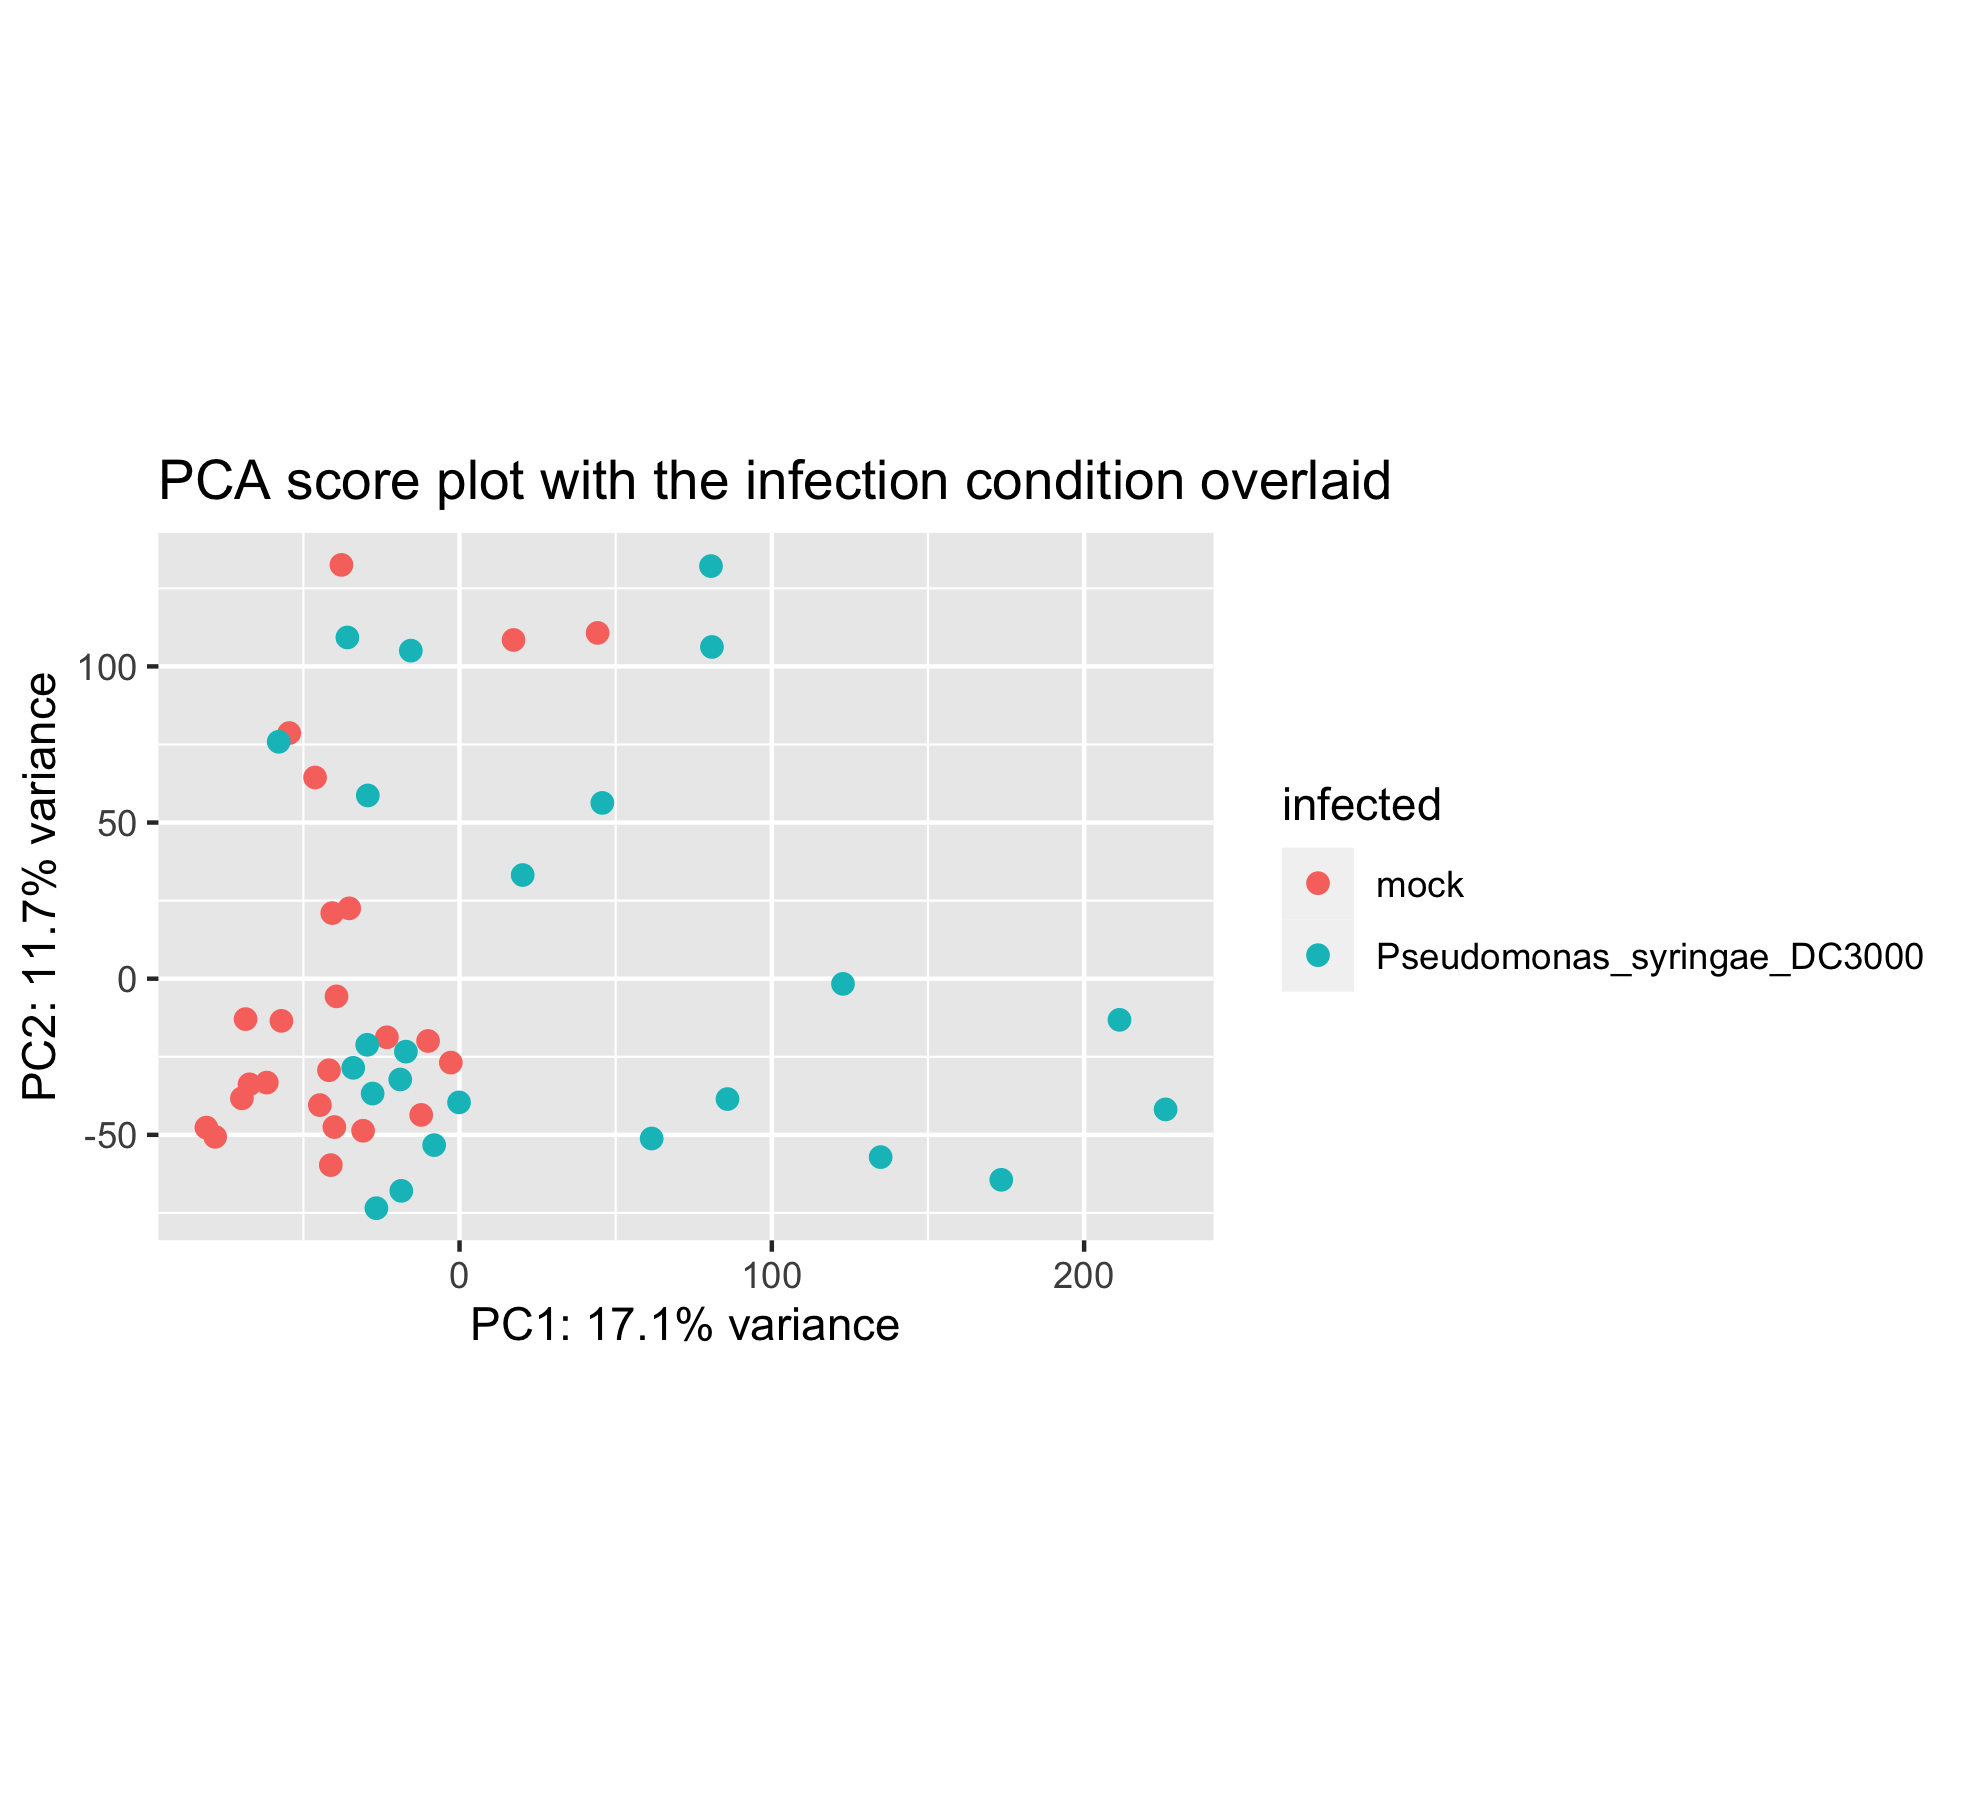 PCA score plot with the infection condition overlaid
PC2: 11.7% variance
100
50
0
-50
0
100
200
PC1: 17.1% variance
infected
mock
Pseudomonas_syringae_DC3000